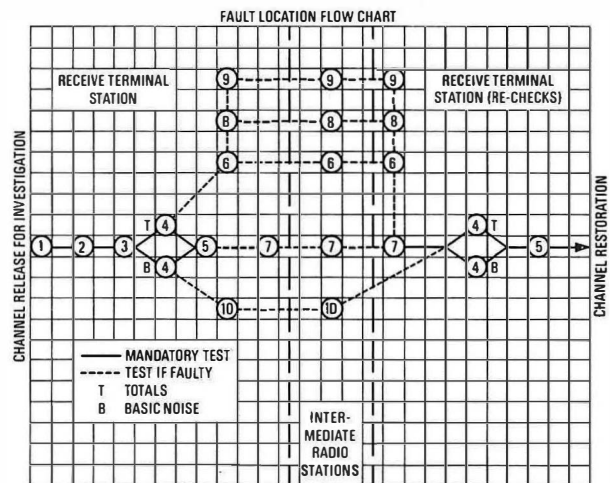 FAULT LOCATION FLOW CHART
RECEIVE TERMINAL
STATION
RECEIVE TERMINAL
STATION (RE-CHECKS)
9 9 9
8 8 8
6 6 6
T 4 4 T
1 2 3 5 7 7 7 5
B 4 4 B
10 10
CHANNEL RELEASE FOR INVESTIGATION
CHANNEL RESTORATION
MANDATORY TEST
TEST IF FAULTY
T TOTALS
B BASIC NOISE
INTER-
MEDIATE
RADIO
STATIONS